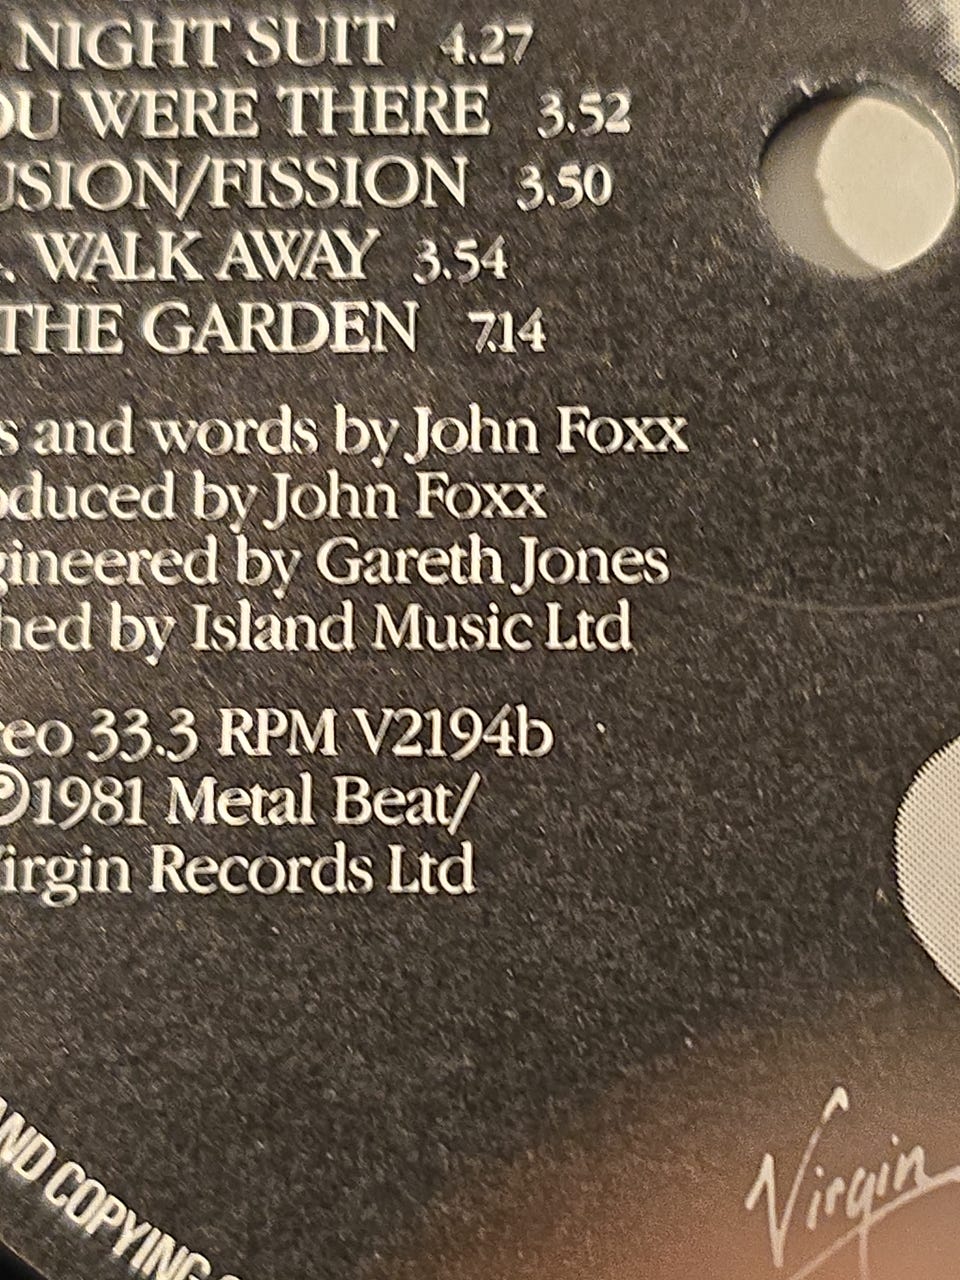 NIGHT SUIT 4.27
OU WERE THERE 3.52
USION/FISSION 3.50
. WALK AWAY 3.54
THE GARDEN 7.14
s and words by John Foxx
oduced by John Foxx
gineered by Gareth Jones
hed by Island Music Ltd
reo 33.3 RPM V2194b
℗1981 Metal Beat/
Virgin Records Ltd
ND COPYING
Virgin